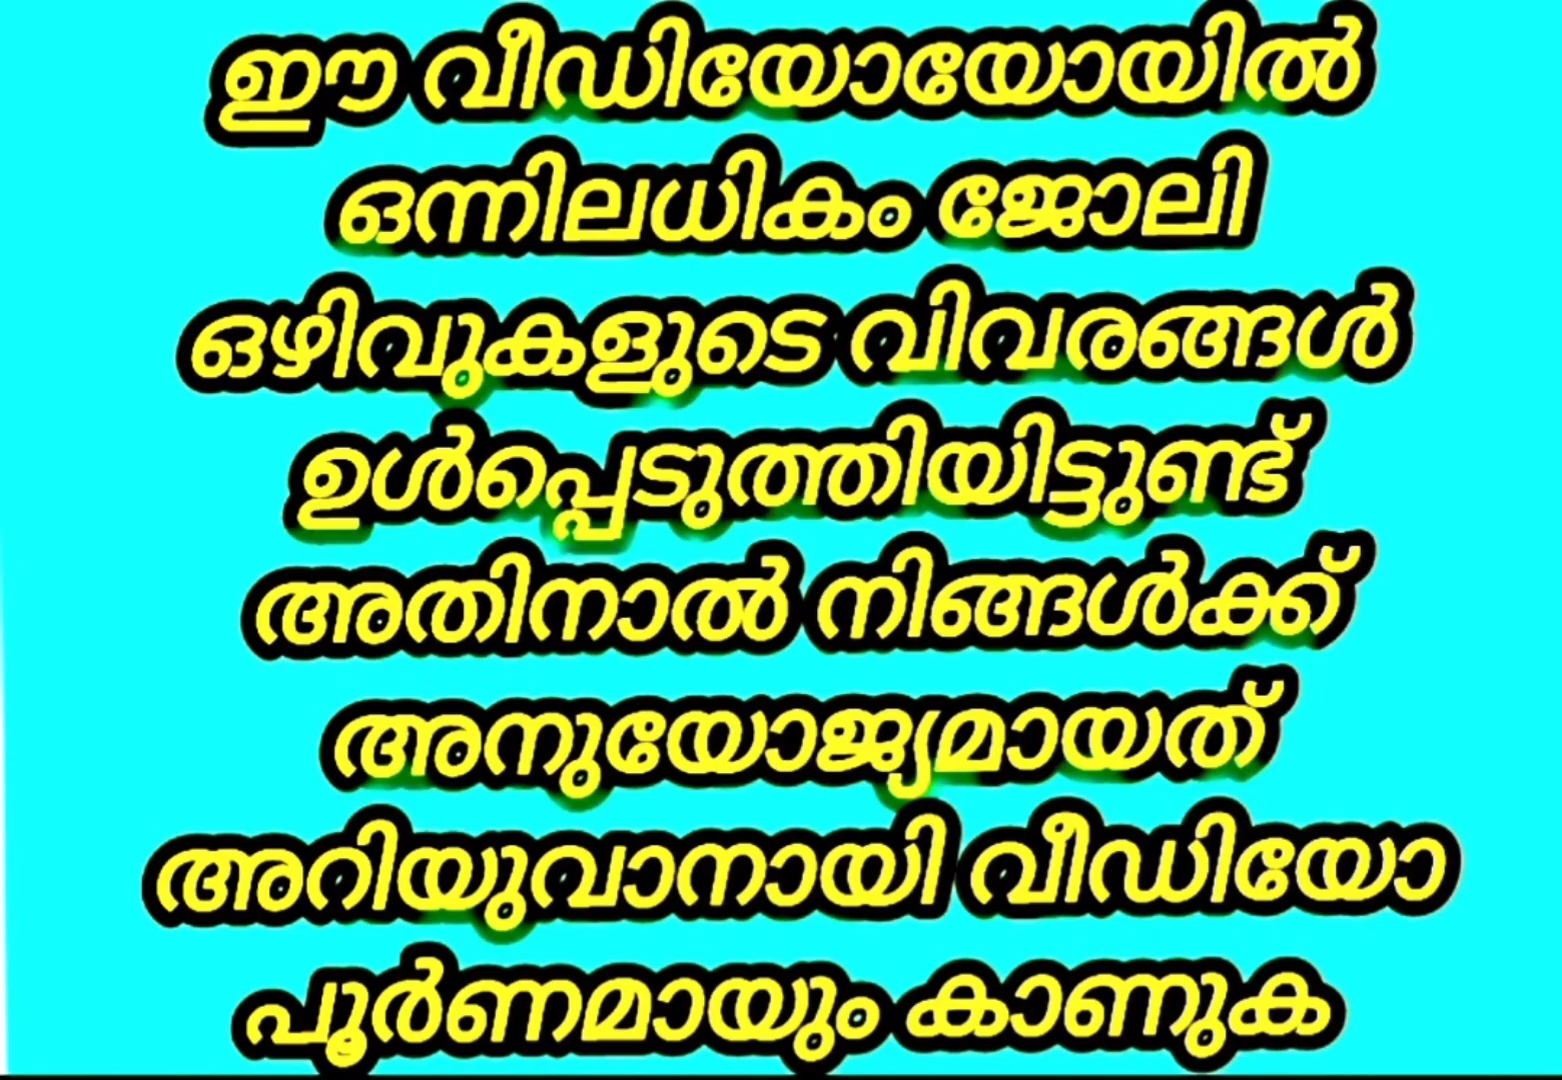 ഈ വീഡിയോയോയിൽ
ഒന്നിലധികം ജോലി
ഒഴിവുകളുടെ വിവരങ്ങൾ
ഉൾപ്പെടുത്തിയിട്ടുണ്ട്
അതിനാൽ നിങ്ങൾക്ക്
അനുയോജ്യമായത്
അറിയുവാനായി വീഡിയോ
പൂർണമായും കാണുക